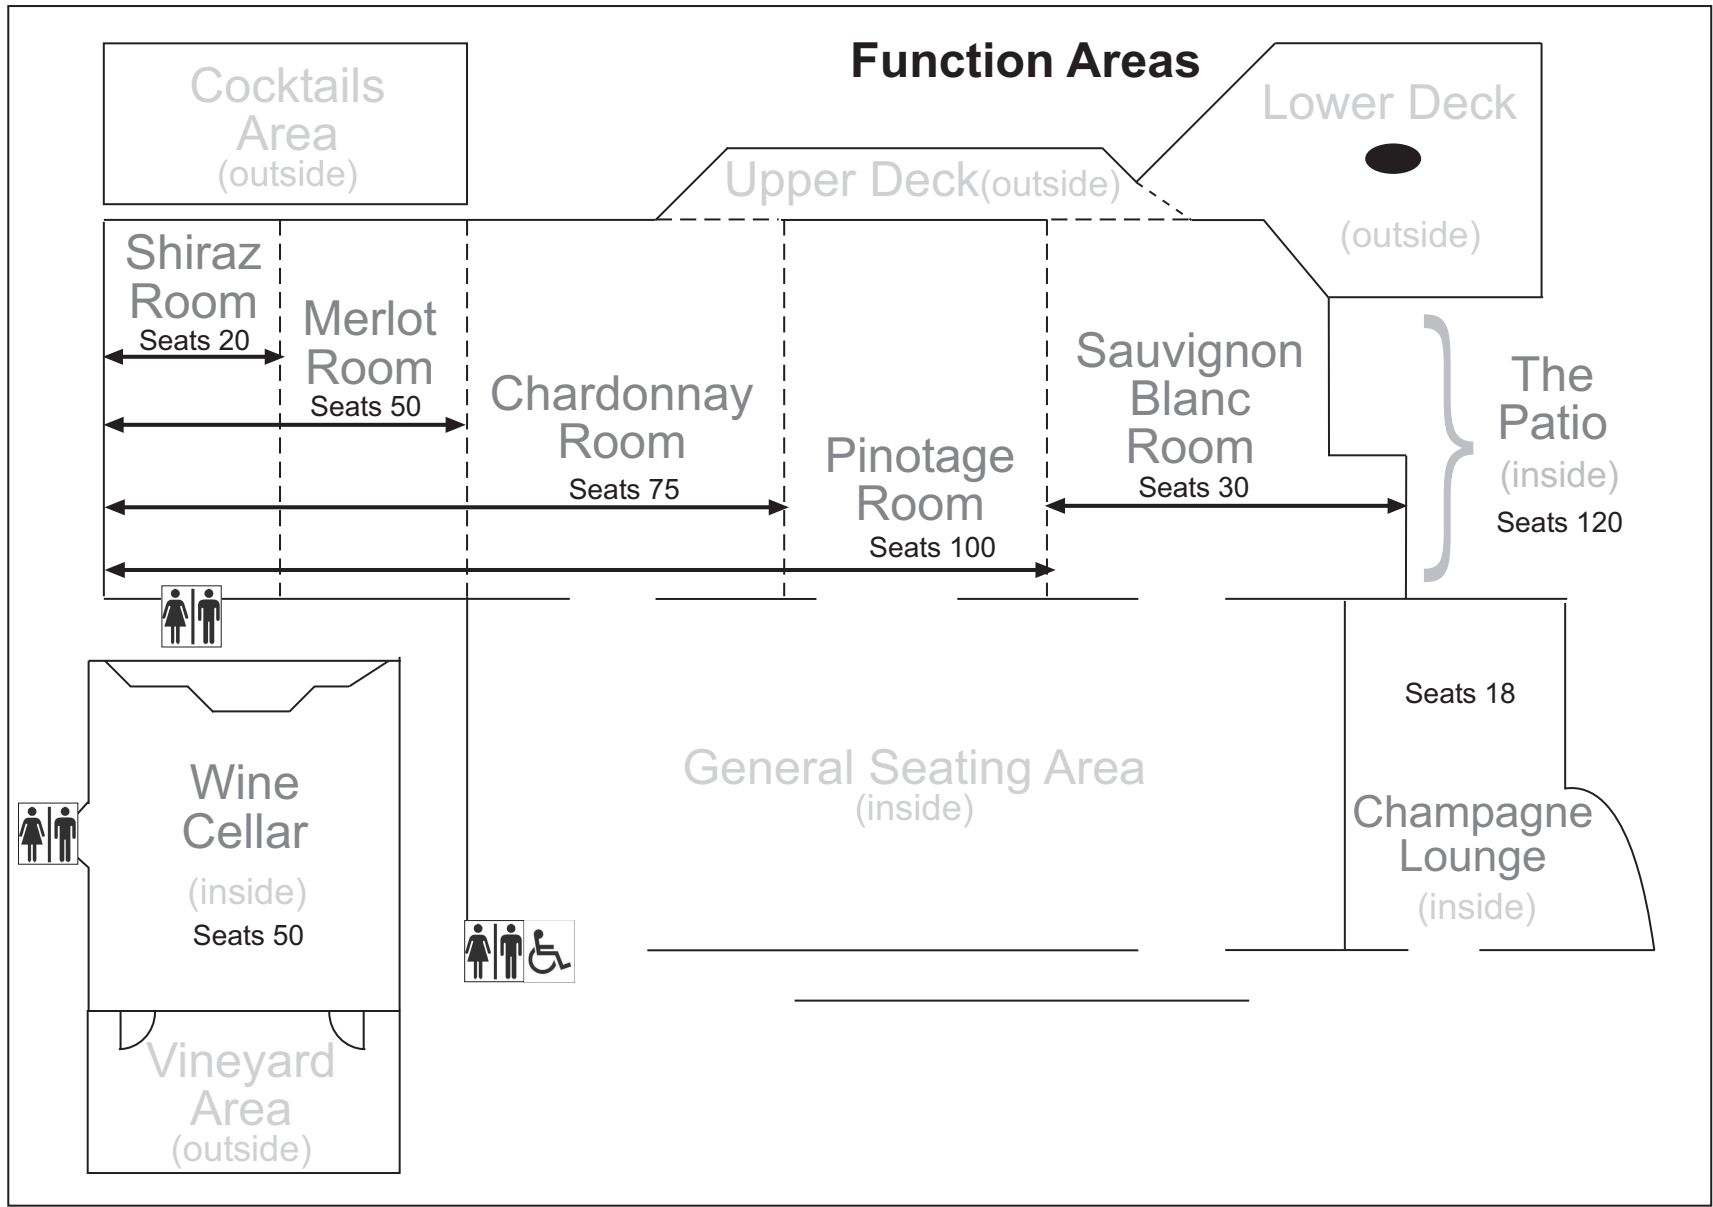 Function Areas
Cocktails
Area
(outside)
Lower Deck
(outside)
Upper Deck(outside)
Shiraz
Room
Seats 20
Merlot
Room
Seats 50
Chardonnay
Room
Seats 75
Pinotage
Room
Seats 100
Sauvignon
Blanc
Room
Seats 30
The
Patio
(inside)
Seats 120
Wine
Cellar
(inside)
Seats 50
General Seating Area
(inside)
Seats 18
Champagne
Lounge
(inside)
Vineyard
Area
(outside)